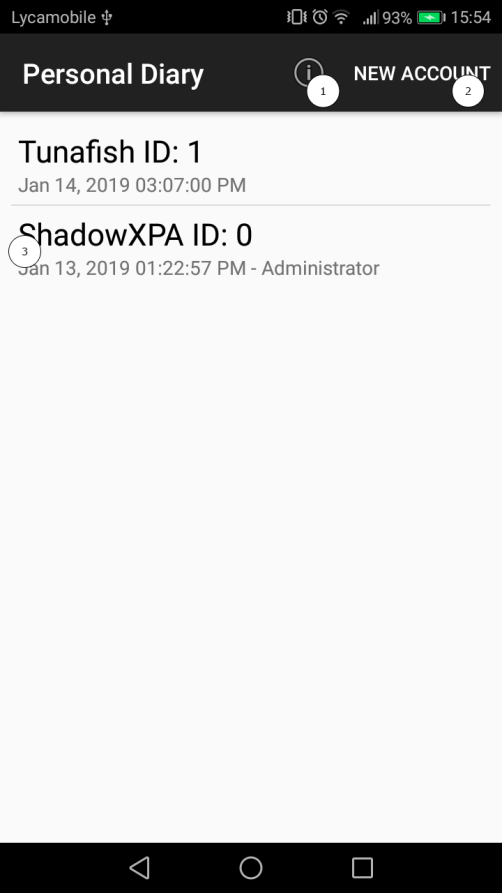 Lycamobile 93% 15:54
Personal Diary NEW ACCOUNT
1 2
Tunafish ID: 1
Jan 14, 2019 03:07:00 PM
ShadowXPA ID: 0
3
Jan 13, 2019 01:22:57 PM - Administrator